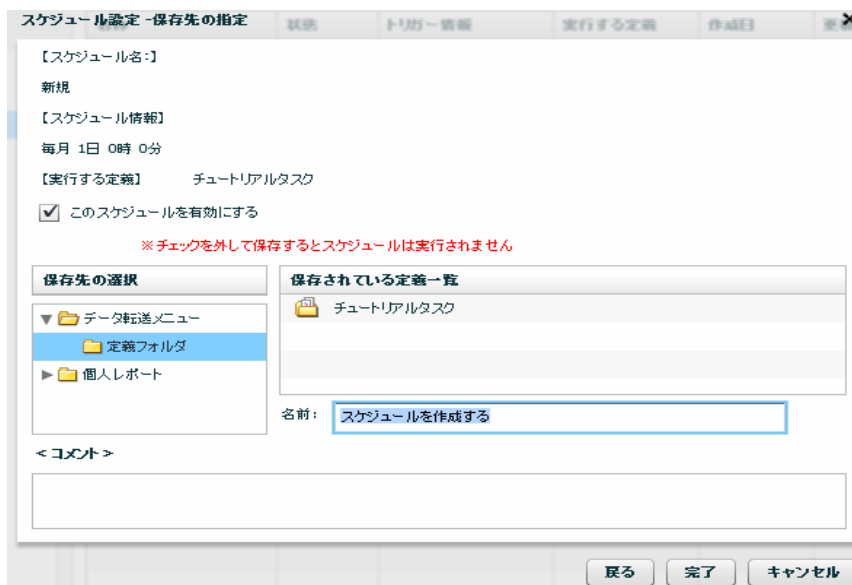 スケジュール設定 -保存先の指定
状態 トリガー情報 実行する定義 作成日
【スケジュール名:】
新規
【スケジュール情報】
毎月 1日 0時 0分
【実行する定義】 チュートリアルタスク
このスケジュールを有効にする
※チェックを外して保存するとスケジュールは実行されません
保存先の選択 保存されている定義一覧
データ転送メニュー チュートリアルタスク
定義フォルダ
個人レポート
名前: スケジュールを作成する
<コメント>
戻る 完了 キャンセル